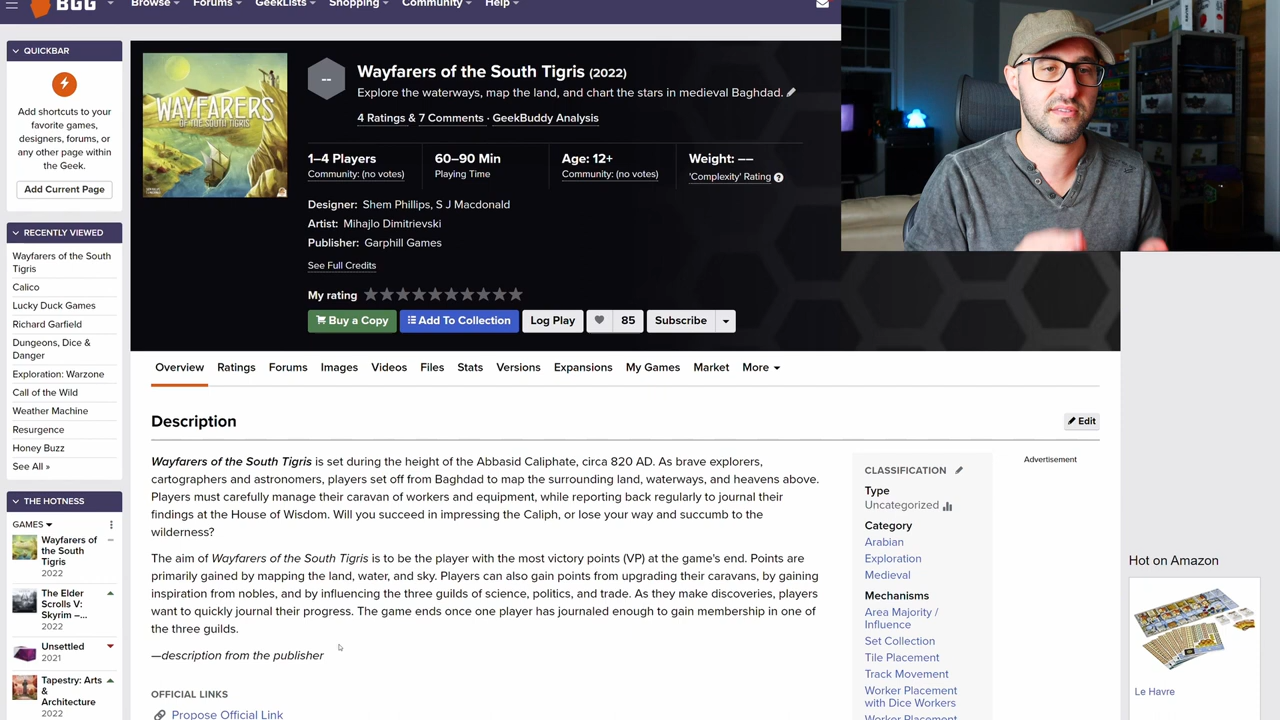 BGG
Browse
Forums
GeekLists
Shopping
Community
Help
QUICKBAR
Add shortcuts to your
favorite games,
designers, forums, or
any other page within
the Geek.
Add Current Page
RECENTLY VIEWED
Wayfarers of the South
Tigris
Calico
Lucky Duck Games
Richard Garfield
Dungeons, Dice &
Danger
Exploration: Warzone
Call of the Wild
Weather Machine
Resurgence
Honey Buzz
See All »
THE HOTNESS
GAMES
Wayfarers of
the South
Tigris
2022
The Elder
Scrolls V:
Skyrim –...
2022
Unsettled
2021
Tapestry: Arts
&
Architecture
2022
WAYFARERS
OF THE SOUTH TIGRIS
--
Wayfarers of the South Tigris (2022)
Explore the waterways, map the land, and chart the stars in medieval Baghdad.
4 Ratings & 7 Comments · GeekBuddy Analysis
1–4 Players
Community: (no votes)
60–90 Min
Playing Time
Age: 12+
Community: (no votes)
Weight: ––
'Complexity' Rating
Designer: Shem Phillips, S J Macdonald
Artist: Mihajlo Dimitrievski
Publisher: Garphill Games
See Full Credits
My rating
Buy a Copy
Add To Collection
Log Play
85
Subscribe
Overview
Ratings
Forums
Images
Videos
Files
Stats
Versions
Expansions
My Games
Market
More
Description
Edit
Wayfarers of the South Tigris is set during the height of the Abbasid Caliphate, circa 820 AD. As brave explorers,
cartographers and astronomers, players set off from Baghdad to map the surrounding land, waterways, and heavens above.
Players must carefully manage their caravan of workers and equipment, while reporting back regularly to journal their
findings at the House of Wisdom. Will you succeed in impressing the Caliph, or lose your way and succumb to the
wilderness?
The aim of Wayfarers of the South Tigris is to be the player with the most victory points (VP) at the game's end. Points are
primarily gained by mapping the land, water, and sky. Players can also gain points from upgrading their caravans, by gaining
inspiration from nobles, and by influencing the three guilds of science, politics, and trade. As they make discoveries, players
want to quickly journal their progress. The game ends once one player has journaled enough to gain membership in one of
the three guilds.
—description from the publisher
OFFICIAL LINKS
Propose Official Link
CLASSIFICATION
Type
Uncategorized
Category
Arabian
Exploration
Medieval
Mechanisms
Area Majority /
Influence
Set Collection
Tile Placement
Track Movement
Worker Placement
with Dice Workers
Worker Placement
Advertisement
Hot on Amazon
Le Havre